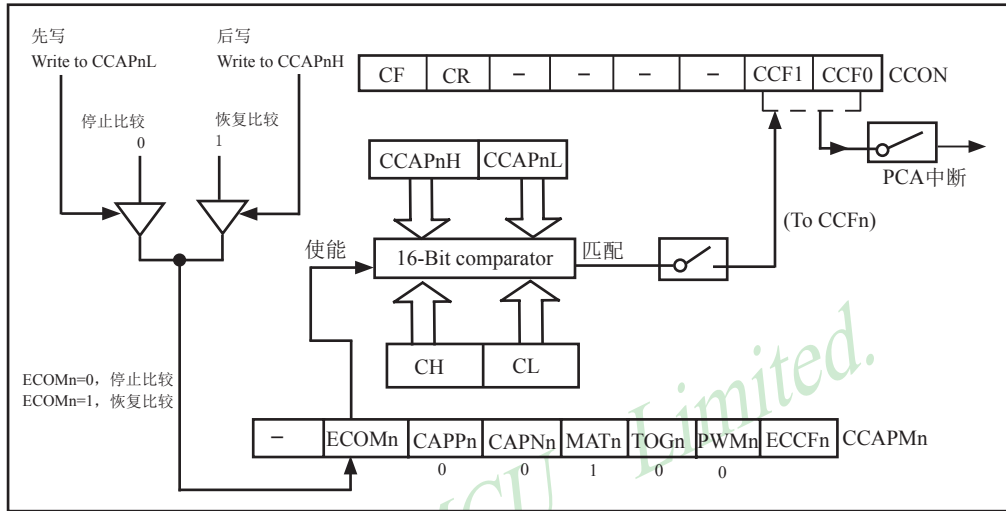 先写
Write to CCAPnL
后写
Write to CCAPnH
停止比较
0
恢复比较
1
CF CR – – – – CCF1 CCF0 CCON
PCA中断
CCAPnH CCAPnL
(To CCFn)
使能
16-Bit comparator
匹配
CH CL
ECOMn=0，停止比较
ECOMn=1，恢复比较
– ECOMn CAPPn CAPNn MATn TOGn PWMn ECCFn CCAPMn
0 0 1 0 0
MCU Limited.